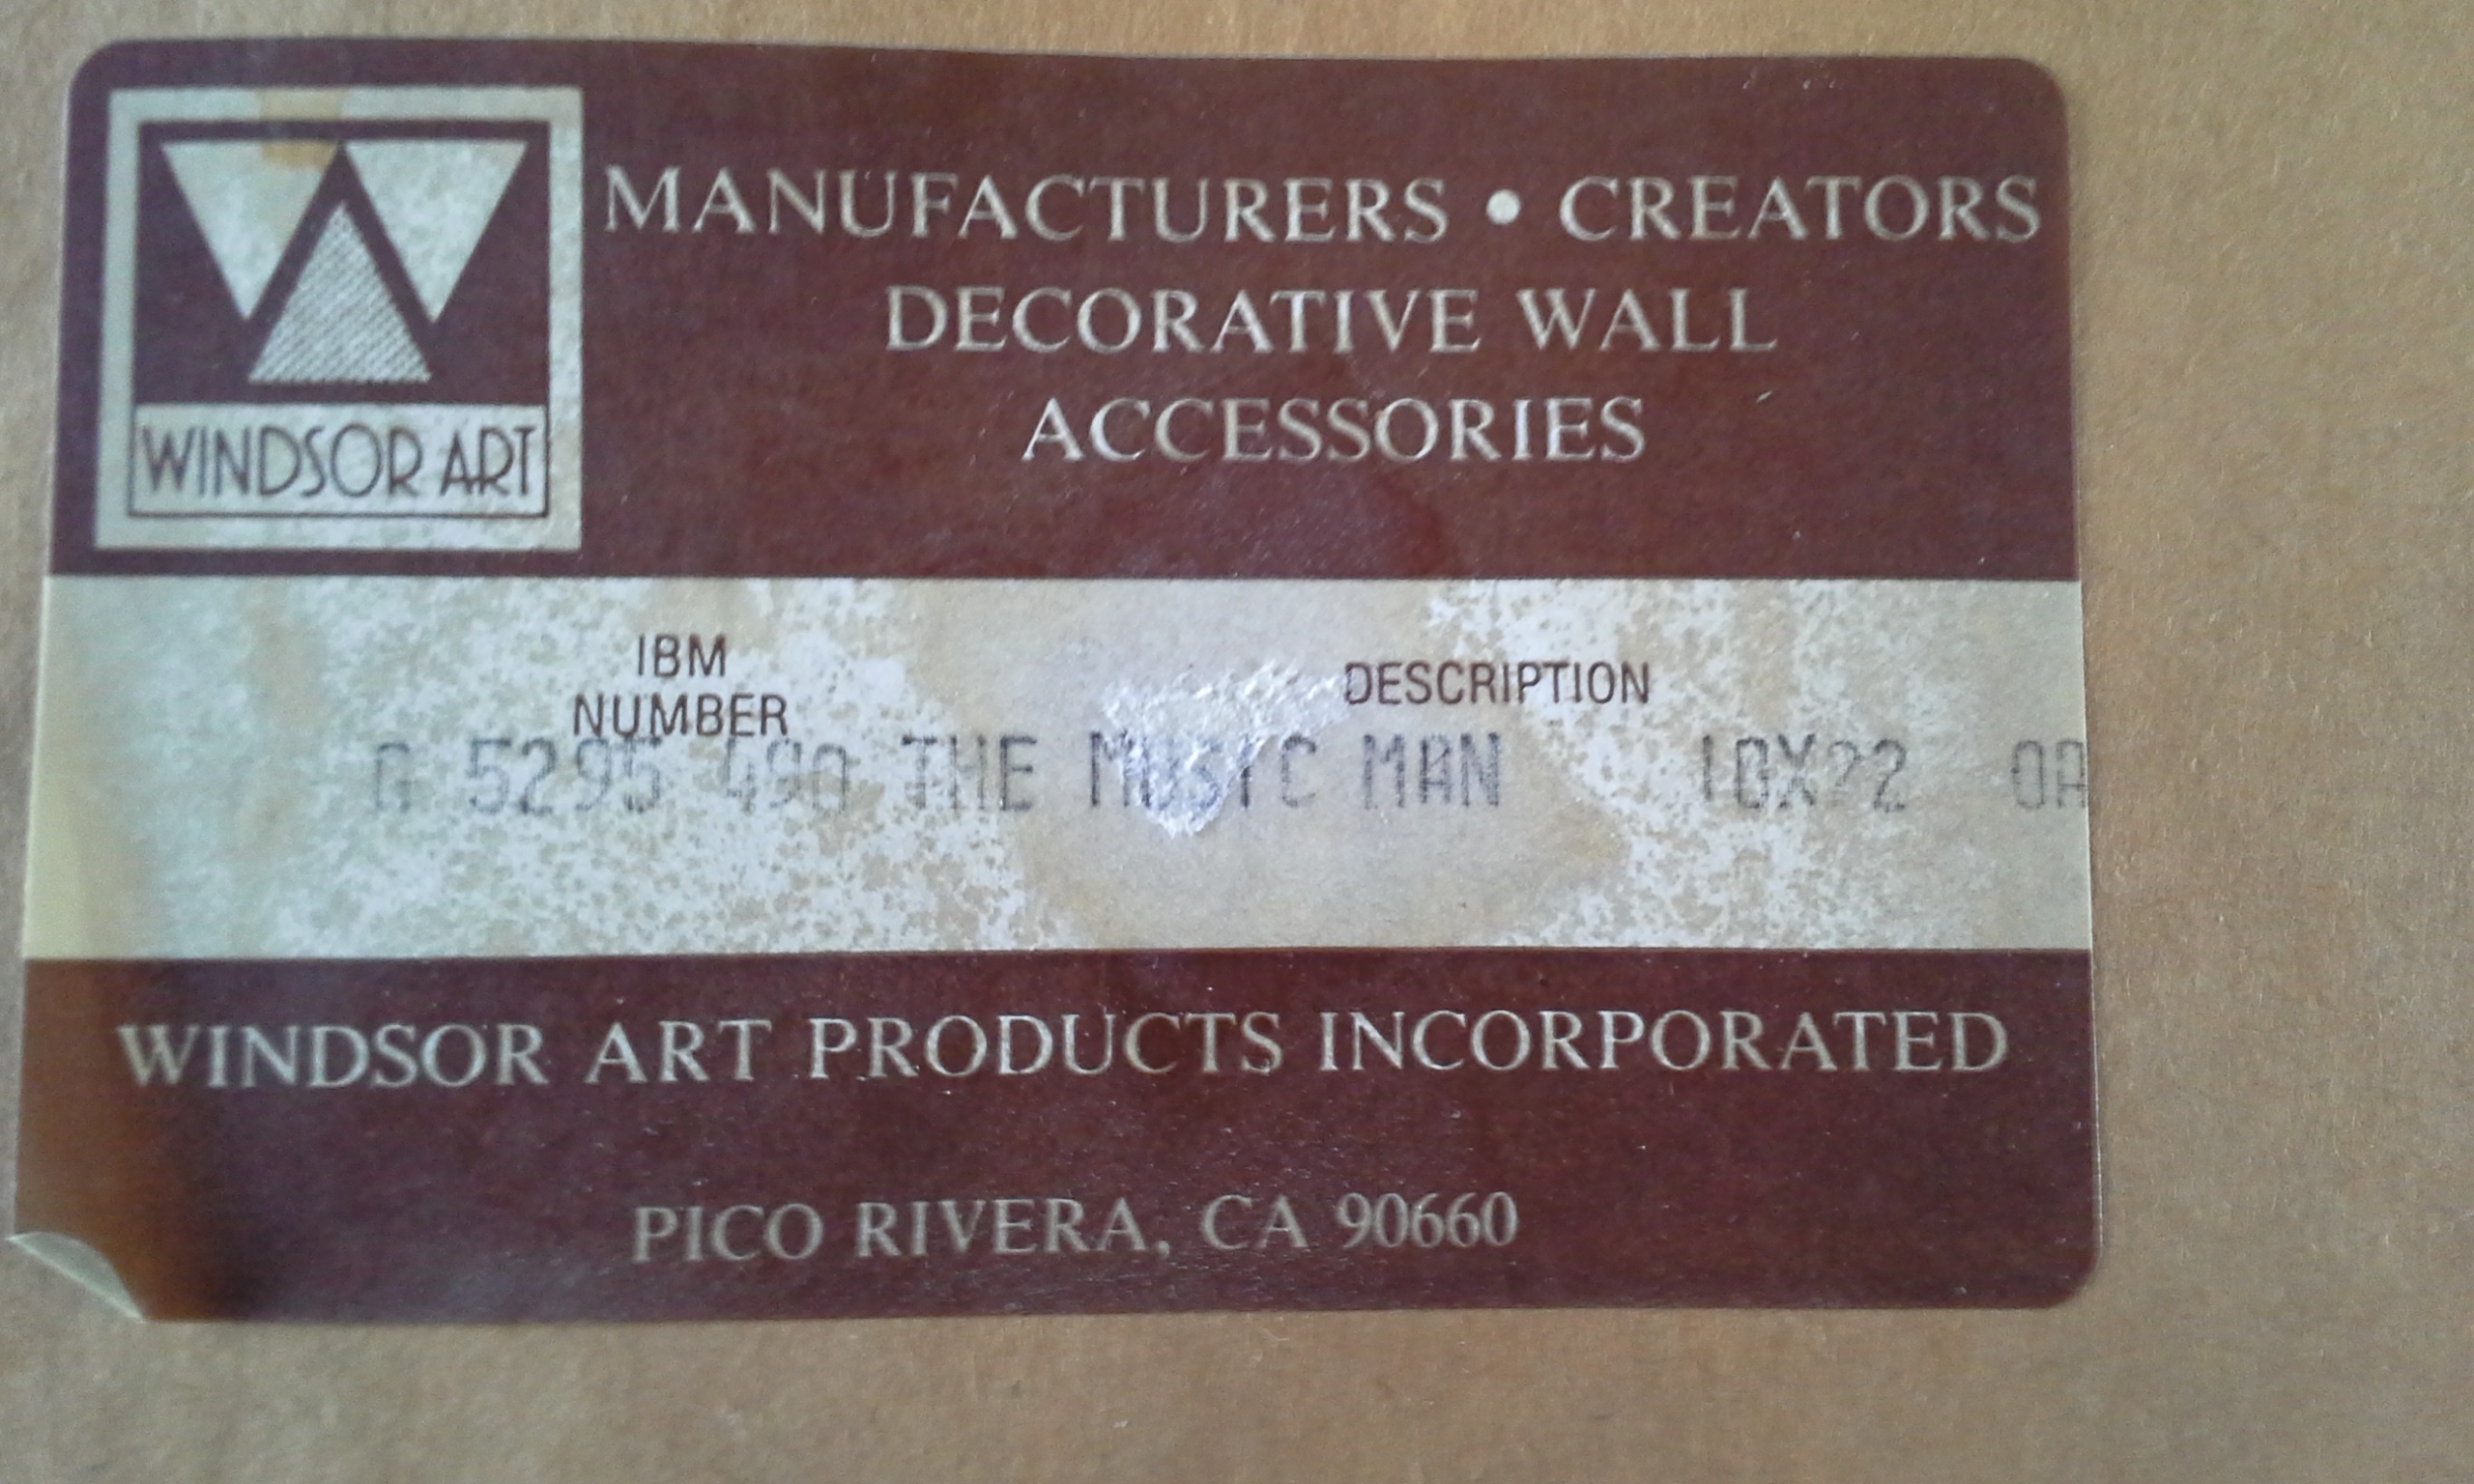 WINDSOR ART
MANUFACTURERS • CREATORS
DECORATIVE WALL
ACCESSORIES
IBM
NUMBER
DESCRIPTION
5295 THE MUSIC MAN
WINDSOR ART PRODUCTS INCORPORATED
PICO RIVERA, CA 90660